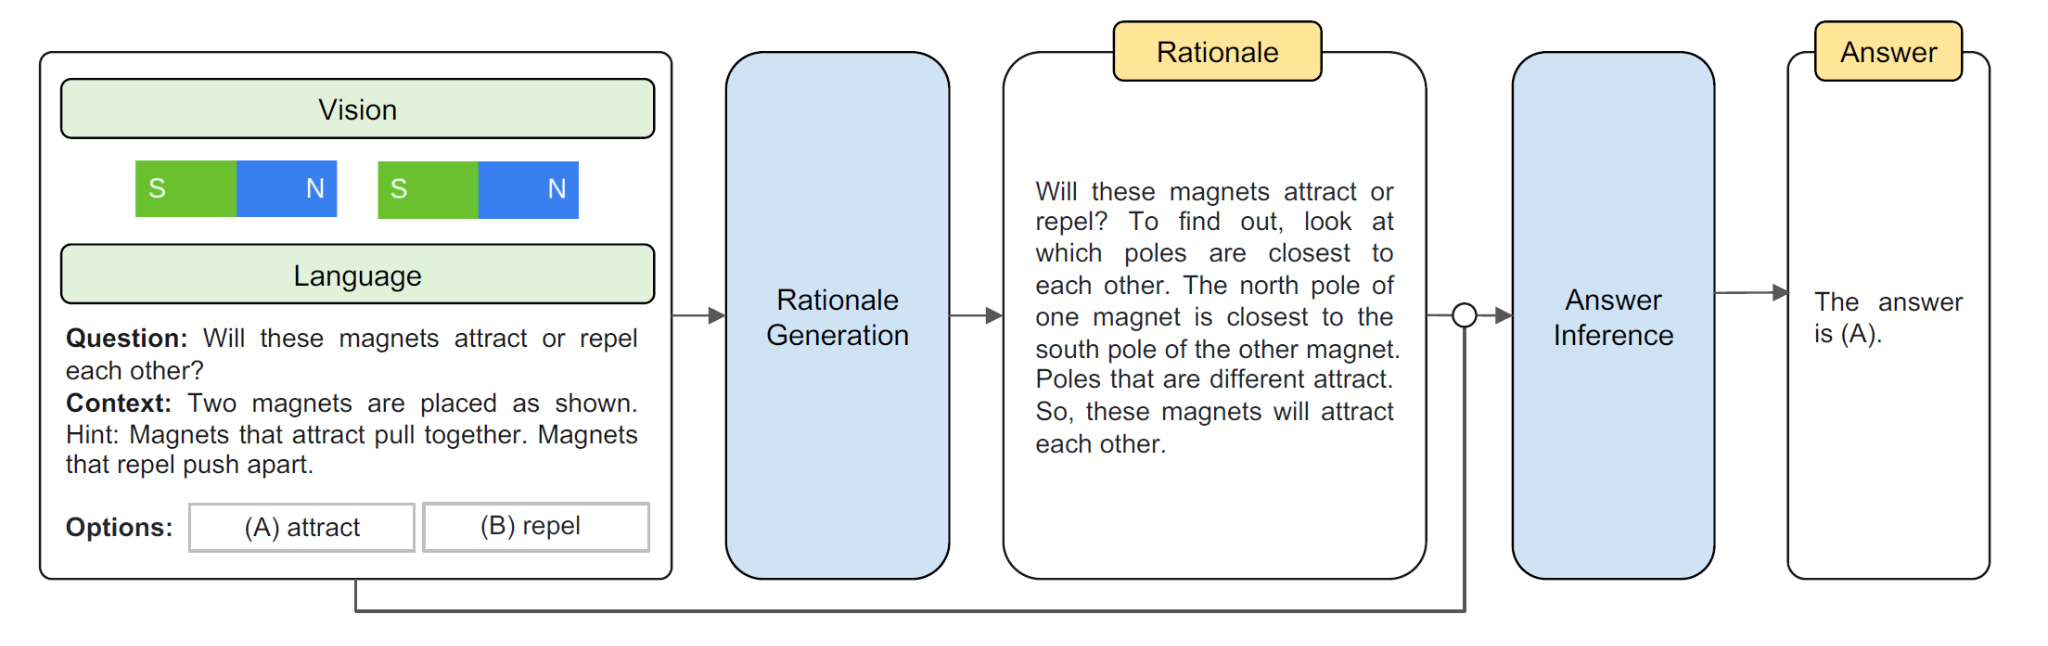 Vision
S N S N
Language
Question: Will these magnets attract or repel
each other?
Context: Two magnets are placed as shown.
Hint: Magnets that attract pull together. Magnets
that repel push apart.
Options: (A) attract (B) repel
Rationale
Generation
Rationale
Will these magnets attract or
repel? To find out, look at
which poles are closest to
each other. The north pole of
one magnet is closest to the
south pole of the other magnet.
Poles that are different attract.
So, these magnets will attract
each other.
Answer
Inference
Answer
The answer
is (A).